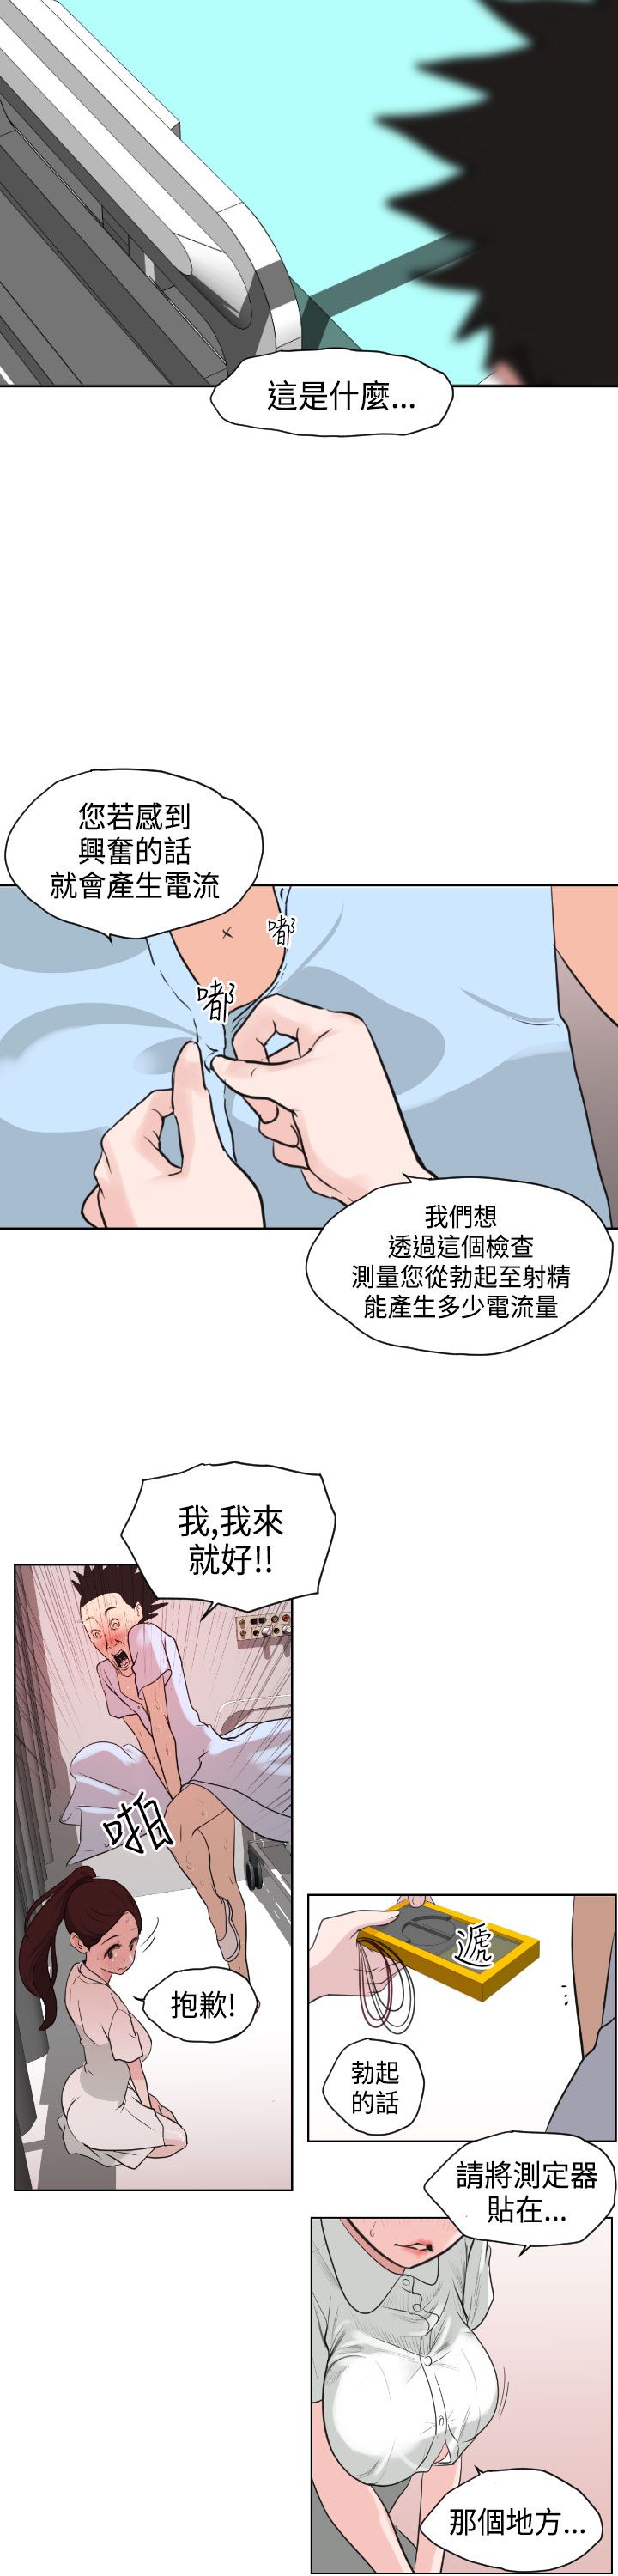 這是什麼...
您若感到
興奮的話
就會產生電流
嘟
嘟
我們想
透過這個檢查
測量您從勃起至射精
能產生多少電流量
我,我來
就好!!
啪
抱歉!
遞
勃起
的話
請將測定器
貼在...
那個地方...